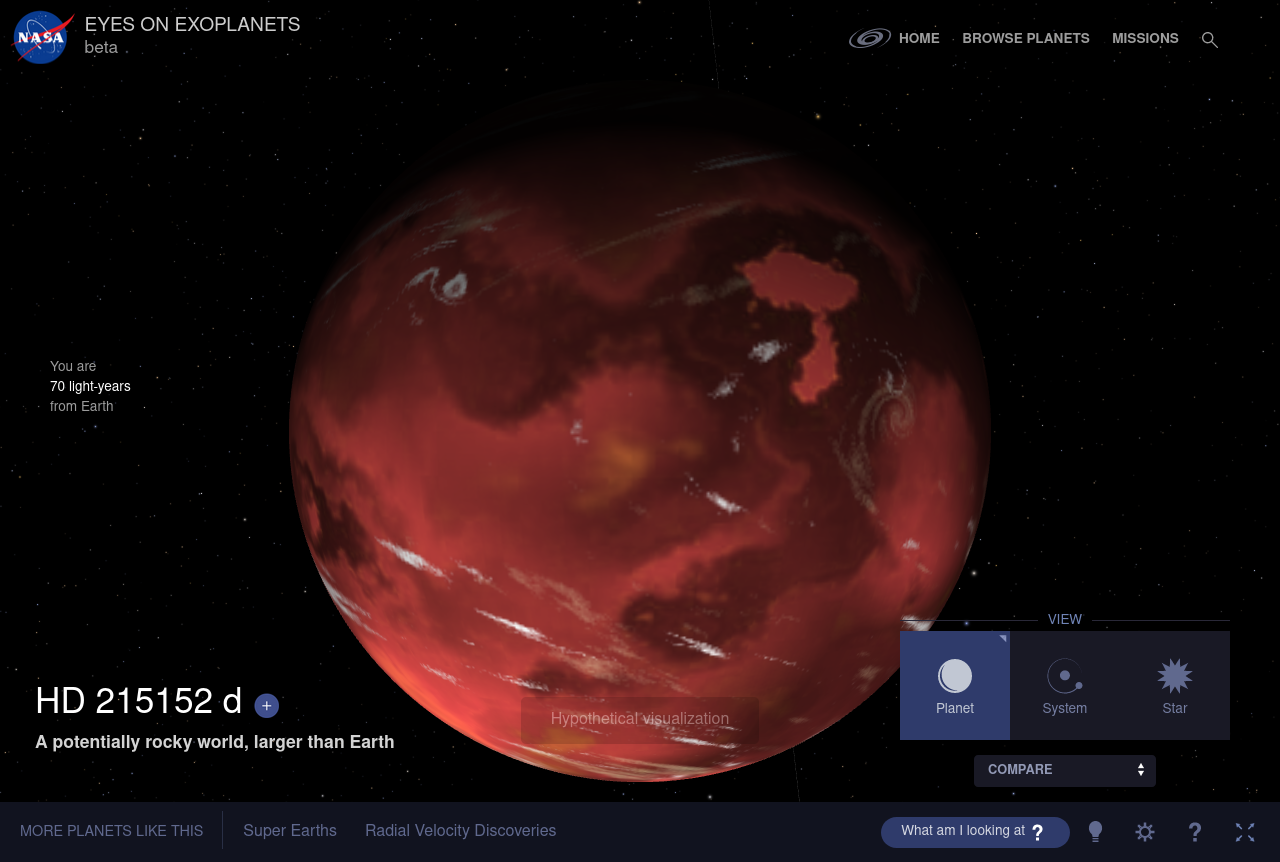 NASA
EYES ON EXOPLANETS
beta
HOME
BROWSE PLANETS
MISSIONS
You are
70 light-years
from Earth
VIEW
Planet
System
Star
HD 215152 d +
A potentially rocky world, larger than Earth
Hypothetical visualization
COMPARE
MORE PLANETS LIKE THIS
Super Earths
Radial Velocity Discoveries
What am I looking at ?
?